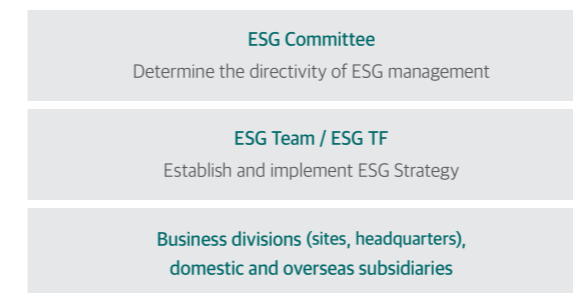 ESG Committee
Determine the directivity of ESG management
ESG Team / ESG TF
Establish and implement ESG Strategy
Business divisions (sites, headquarters),
domestic and overseas subsidiaries